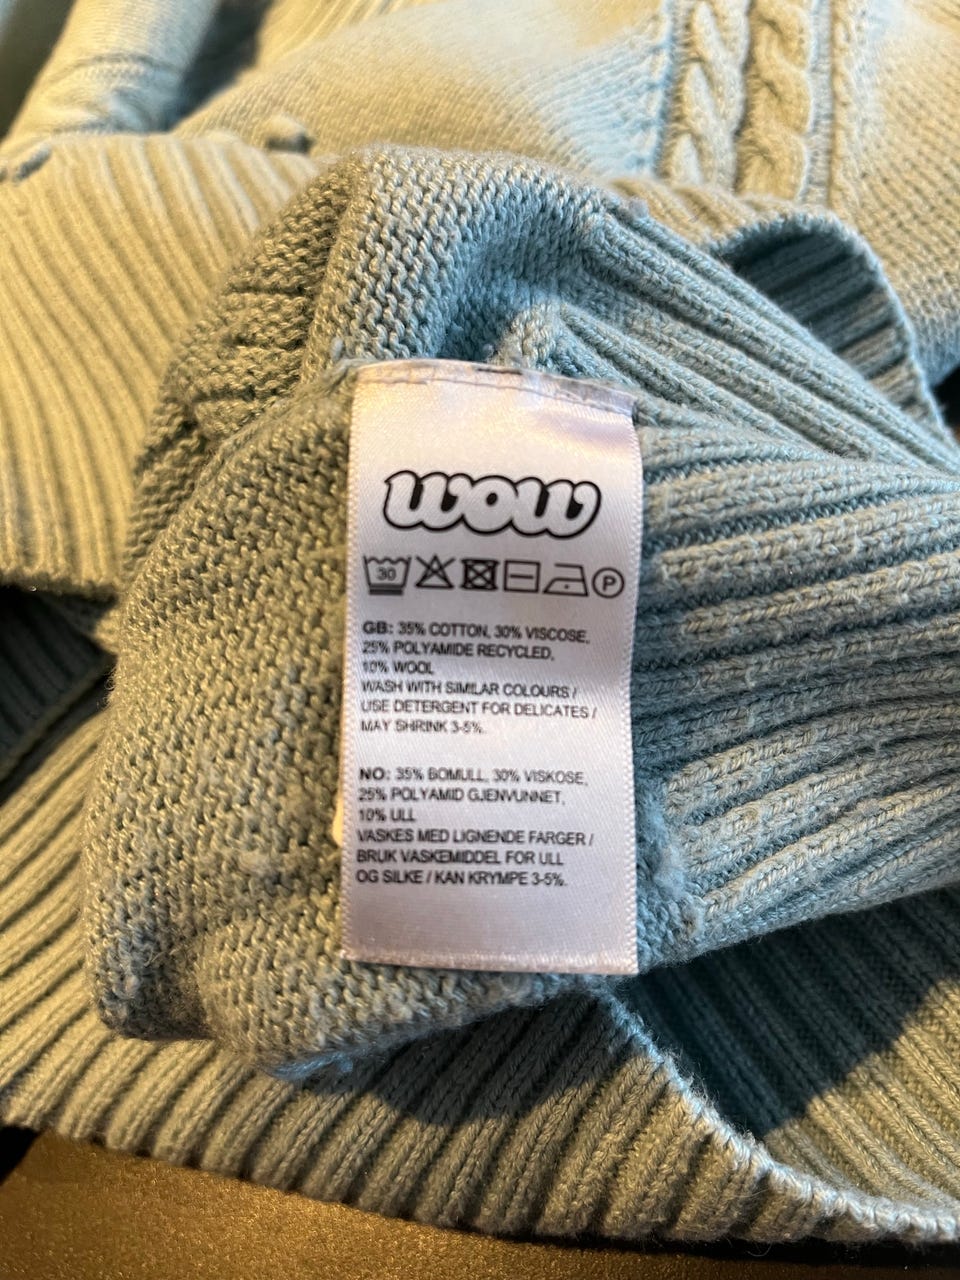 wow
30 P
GB: 35% COTTON, 30% VISCOSE,
25% POLYAMIDE RECYCLED,
10% WOOL
WASH WITH SIMILAR COLOURS /
USE DETERGENT FOR DELICATES /
MAY SHRINK 3-5%.
NO: 35% BOMULL, 30% VISKOSE,
25% POLYAMID GJENVUNNET,
10% ULL
VASKES MED LIGNENDE FARGER /
BRUK VASKEMIDDEL FOR ULL
OG SILKE / KAN KRYMPE 3-5%.